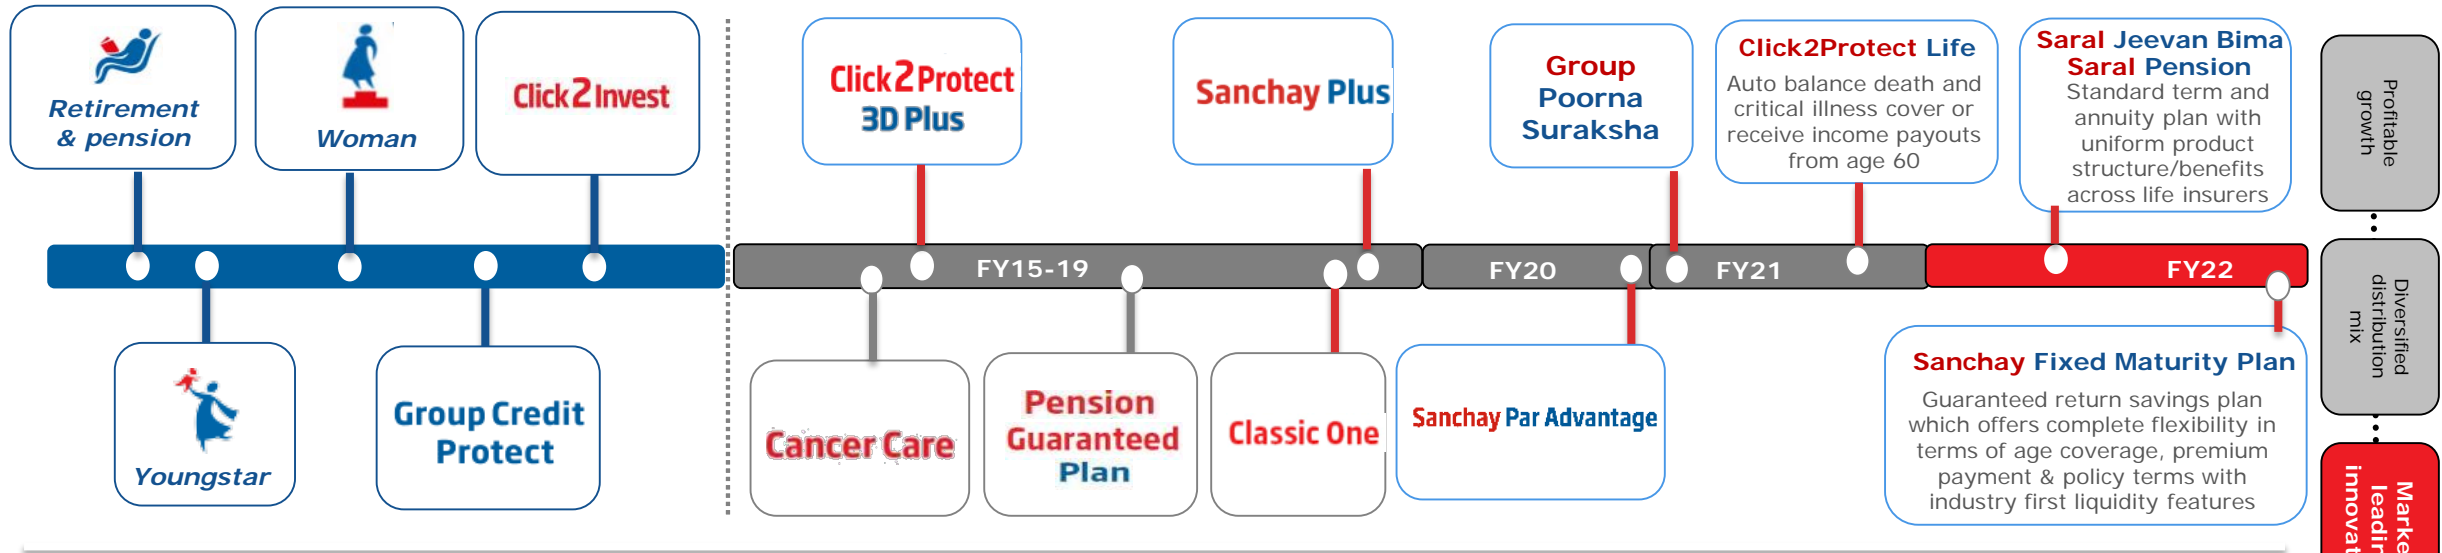 Retirement
& pension
Woman
Click2Invest
Click2Protect
3D Plus
Sanchay Plus
Group
Poorna
Suraksha
Click2Protect Life
Auto balance death and
critical illness cover or
receive income payouts
from age 60
Saral Jeevan Bima
Saral Pension
Standard term and
annuity plan with
uniform product
structure/benefits
across life insurers
FY15-19
FY20
FY21
FY22
Youngstar
Group Credit
Protect
Cancer Care
Pension
Guaranteed
Plan
Classic One
Sanchay Par Advantage
Sanchay Fixed Maturity Plan
Guaranteed return savings plan
which offers complete flexibility in
terms of age coverage, premium
payment & policy terms with
industry first liquidity features
Profitable
growth
Diversified
distribution
mix